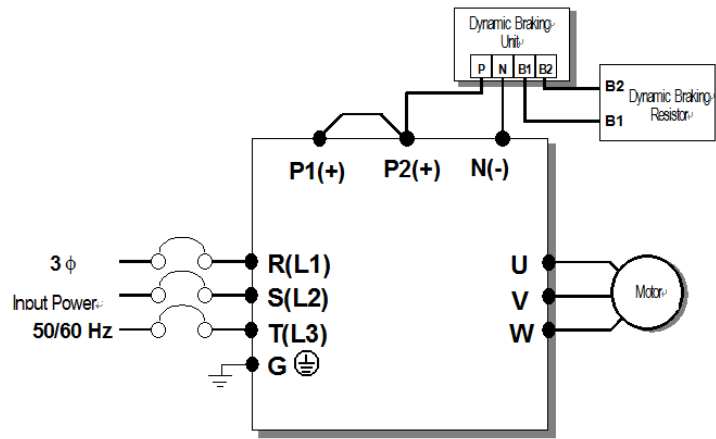 Dynamic Braking
Unit
P N B1 B2
B2
Dynamic Braking
Resistor
B1
P1(+) P2(+) N(-)
3 ϕ
Input Power
50/60 Hz
R(L1)
S(L2)
T(L3)
G
U
V
W
Motor